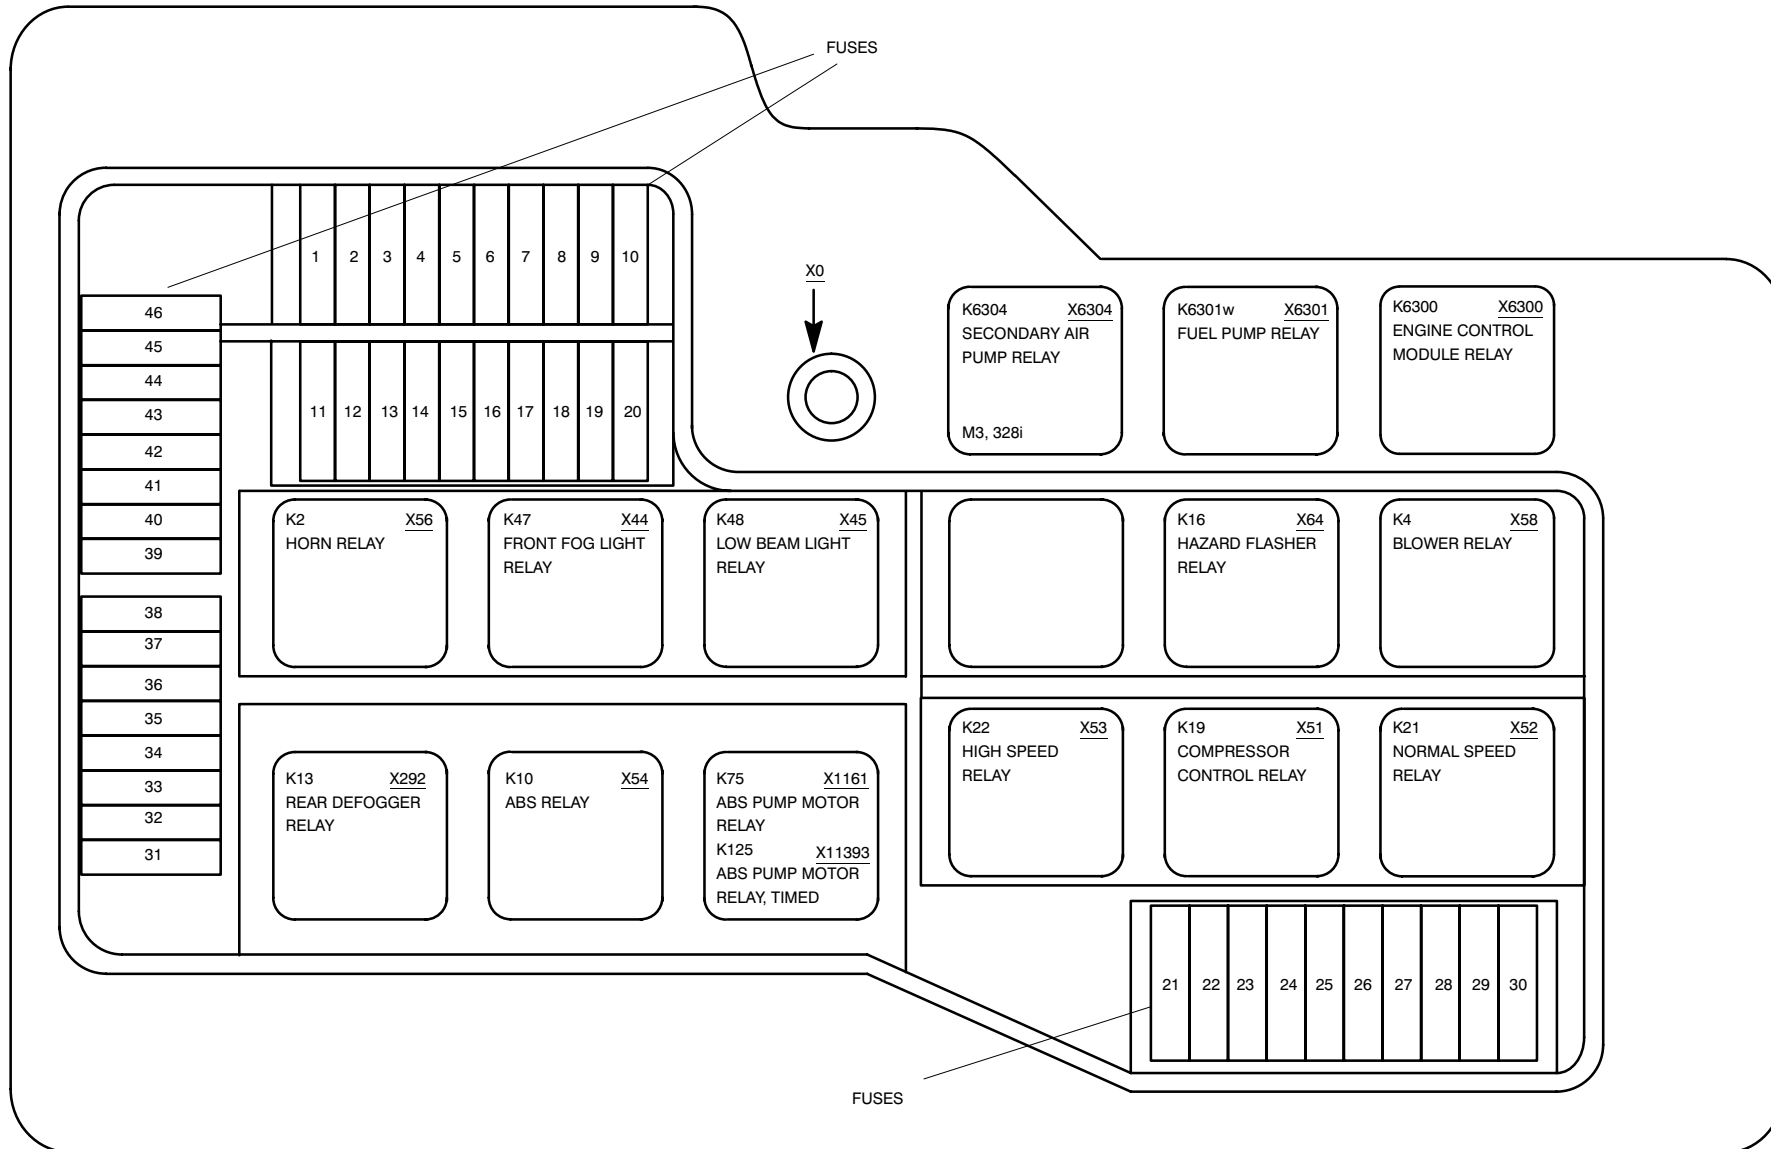 FUSES
1 2 3 4 5 6 7 8 9 10
11 12 13 14 15 16 17 18 19 20
46
45
44
43
42
41
40
39
38
37
36
35
34
33
32
31
X0
K6304 X6304
SECONDARY AIR
PUMP RELAY
M3, 328i
K6301w X6301
FUEL PUMP RELAY
K6300 X6300
ENGINE CONTROL
MODULE RELAY
K2 X56
HORN RELAY
K47 X44
FRONT FOG LIGHT
RELAY
K48 X45
LOW BEAM LIGHT
RELAY
K16 X64
HAZARD FLASHER
RELAY
K4 X58
BLOWER RELAY
K13 X292
REAR DEFOGGER
RELAY
K10 X54
ABS RELAY
K75 X1161
ABS PUMP MOTOR
RELAY
K125 X11393
ABS PUMP MOTOR
RELAY, TIMED
K22 X53
HIGH SPEED
RELAY
K19 X51
COMPRESSOR
CONTROL RELAY
K21 X52
NORMAL SPEED
RELAY
21 22 23 24 25 26 27 28 29 30
FUSES